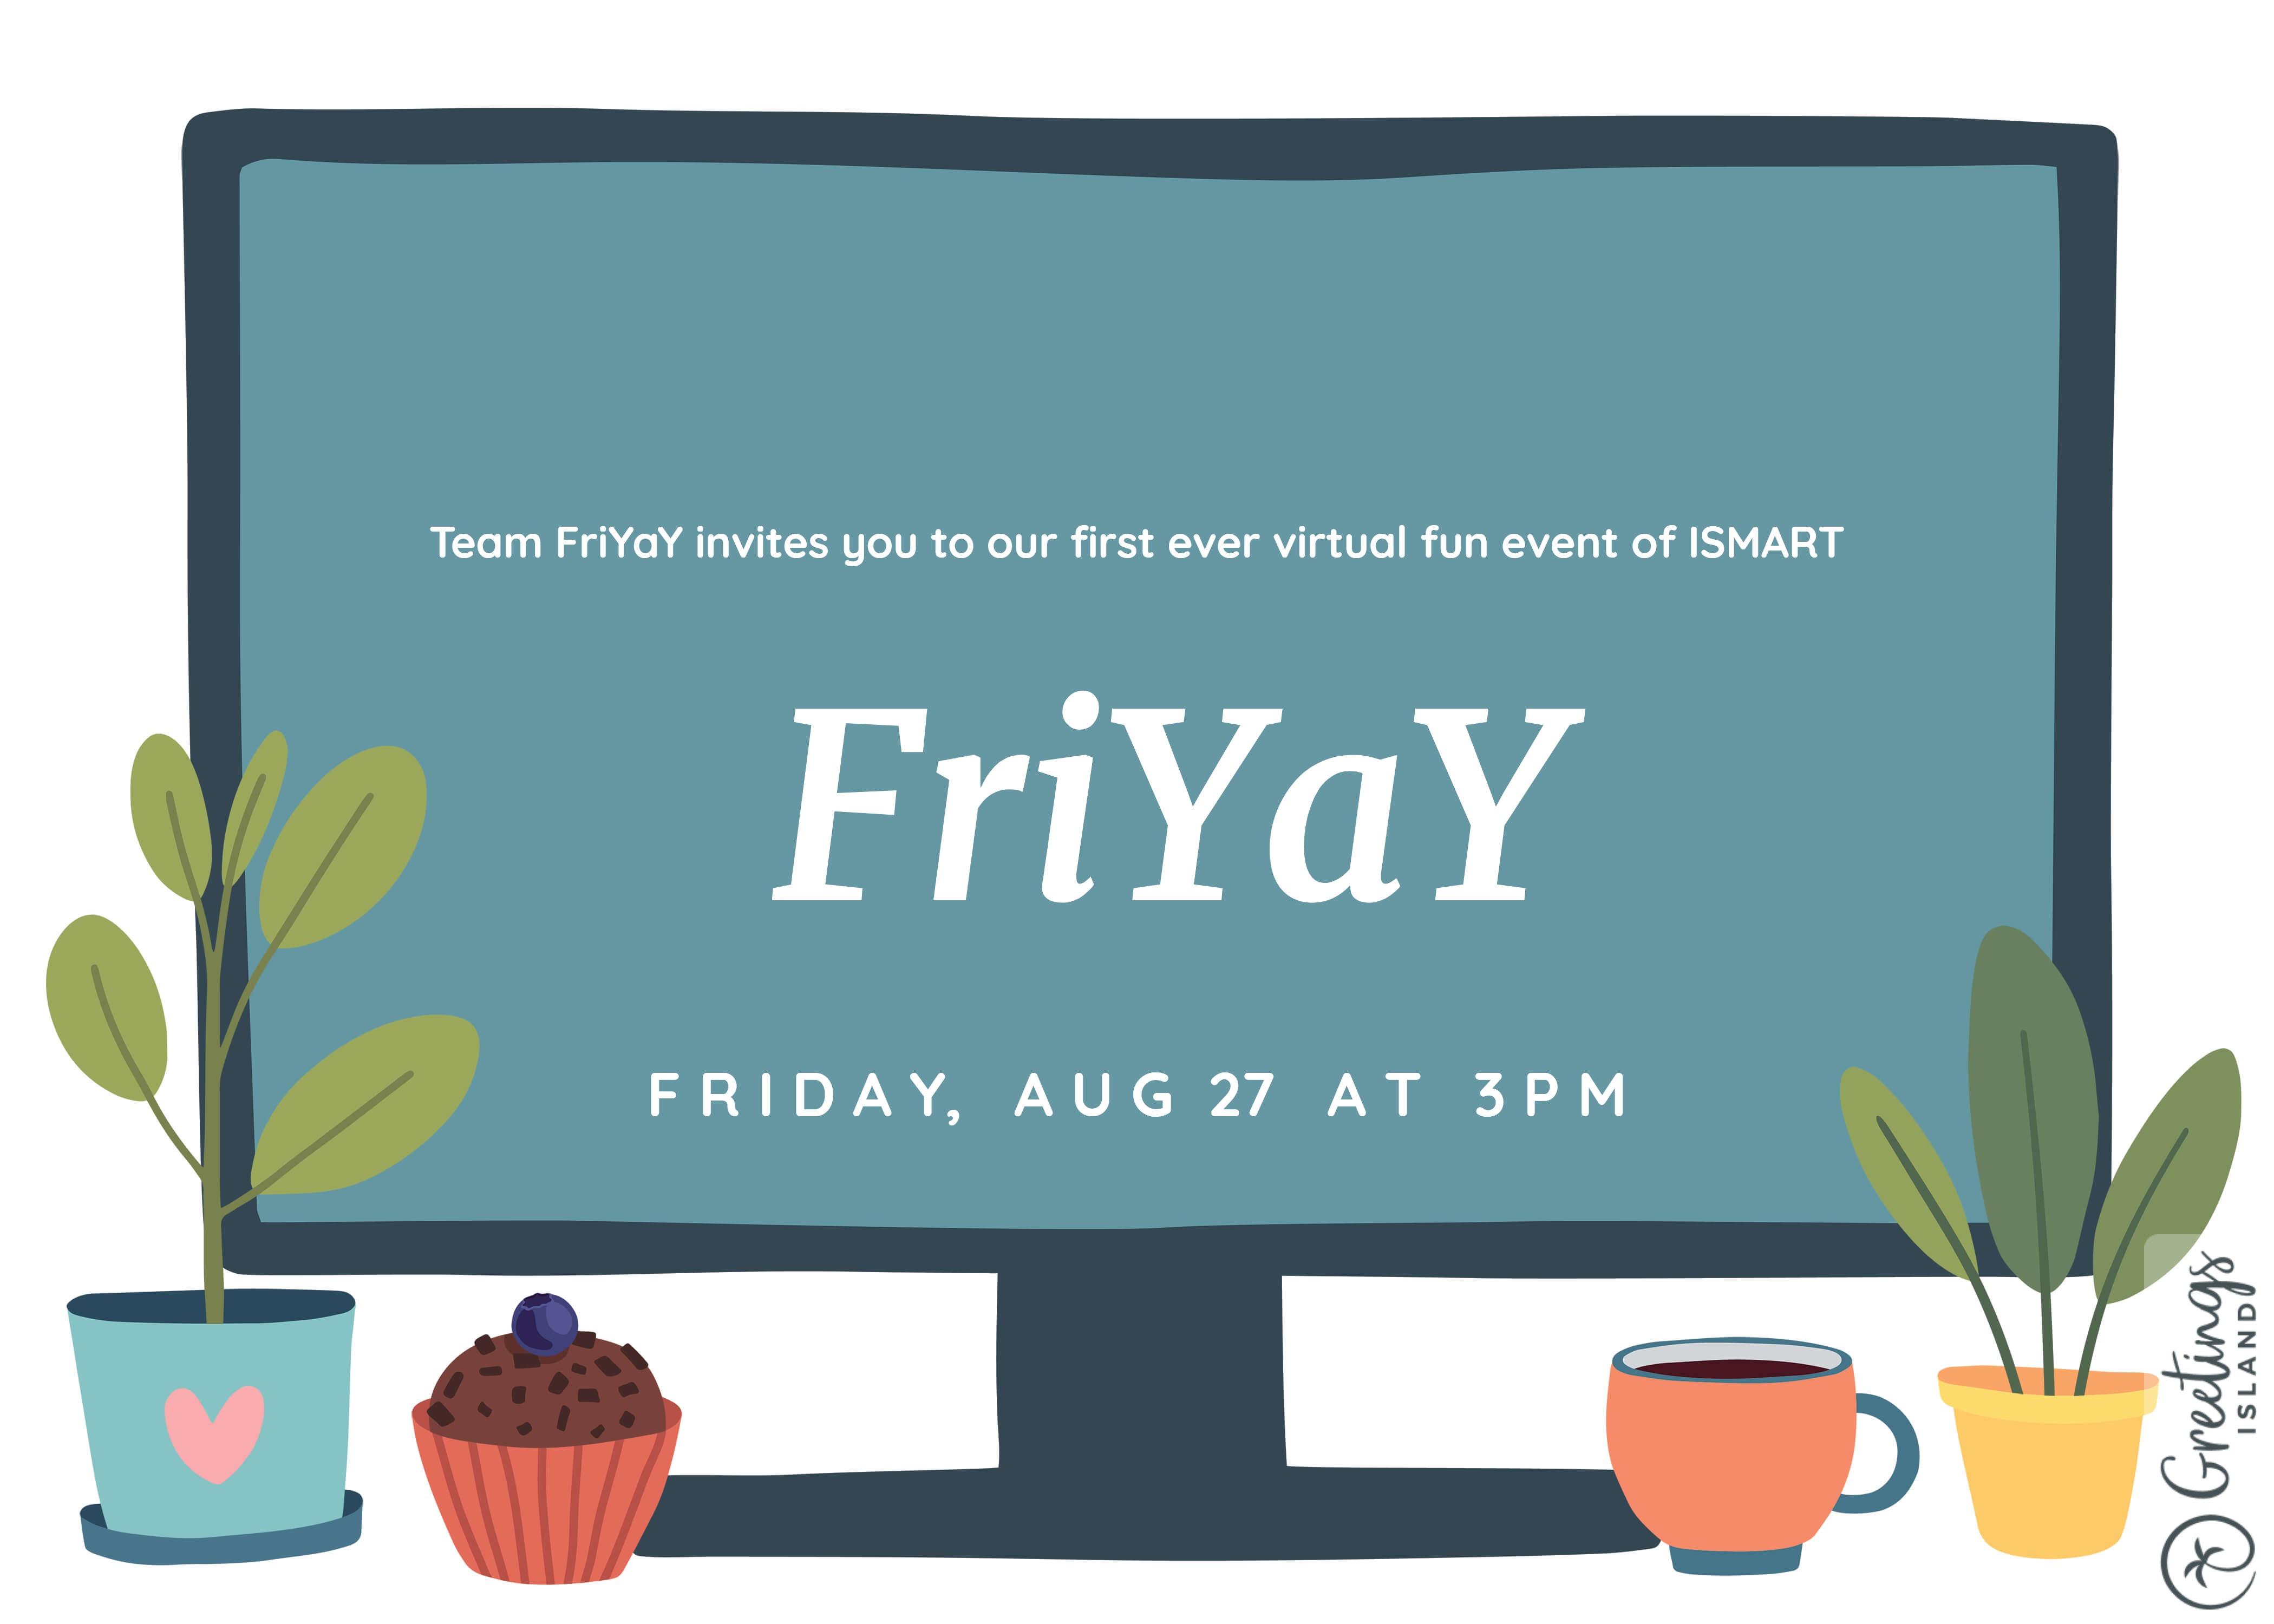 Team FriYaY invites you to our first ever virtual fun event of ISMART
FriYaY
FRIDAY, AUG 27 AT 3PM
Greetings
ISLAND